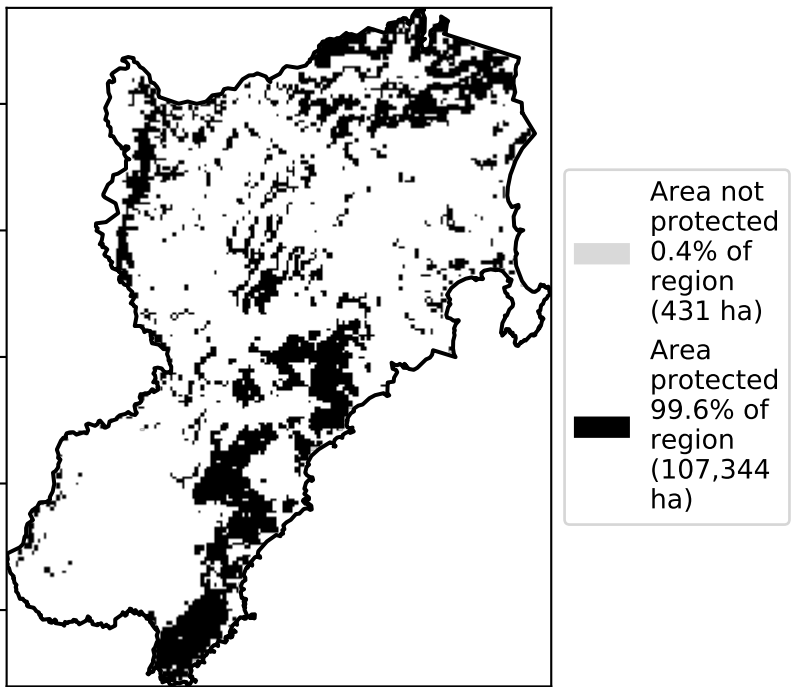 Area not
protected
0.4% of
region
(431 ha)
Area
protected
99.6% of
region
(107,344
ha)